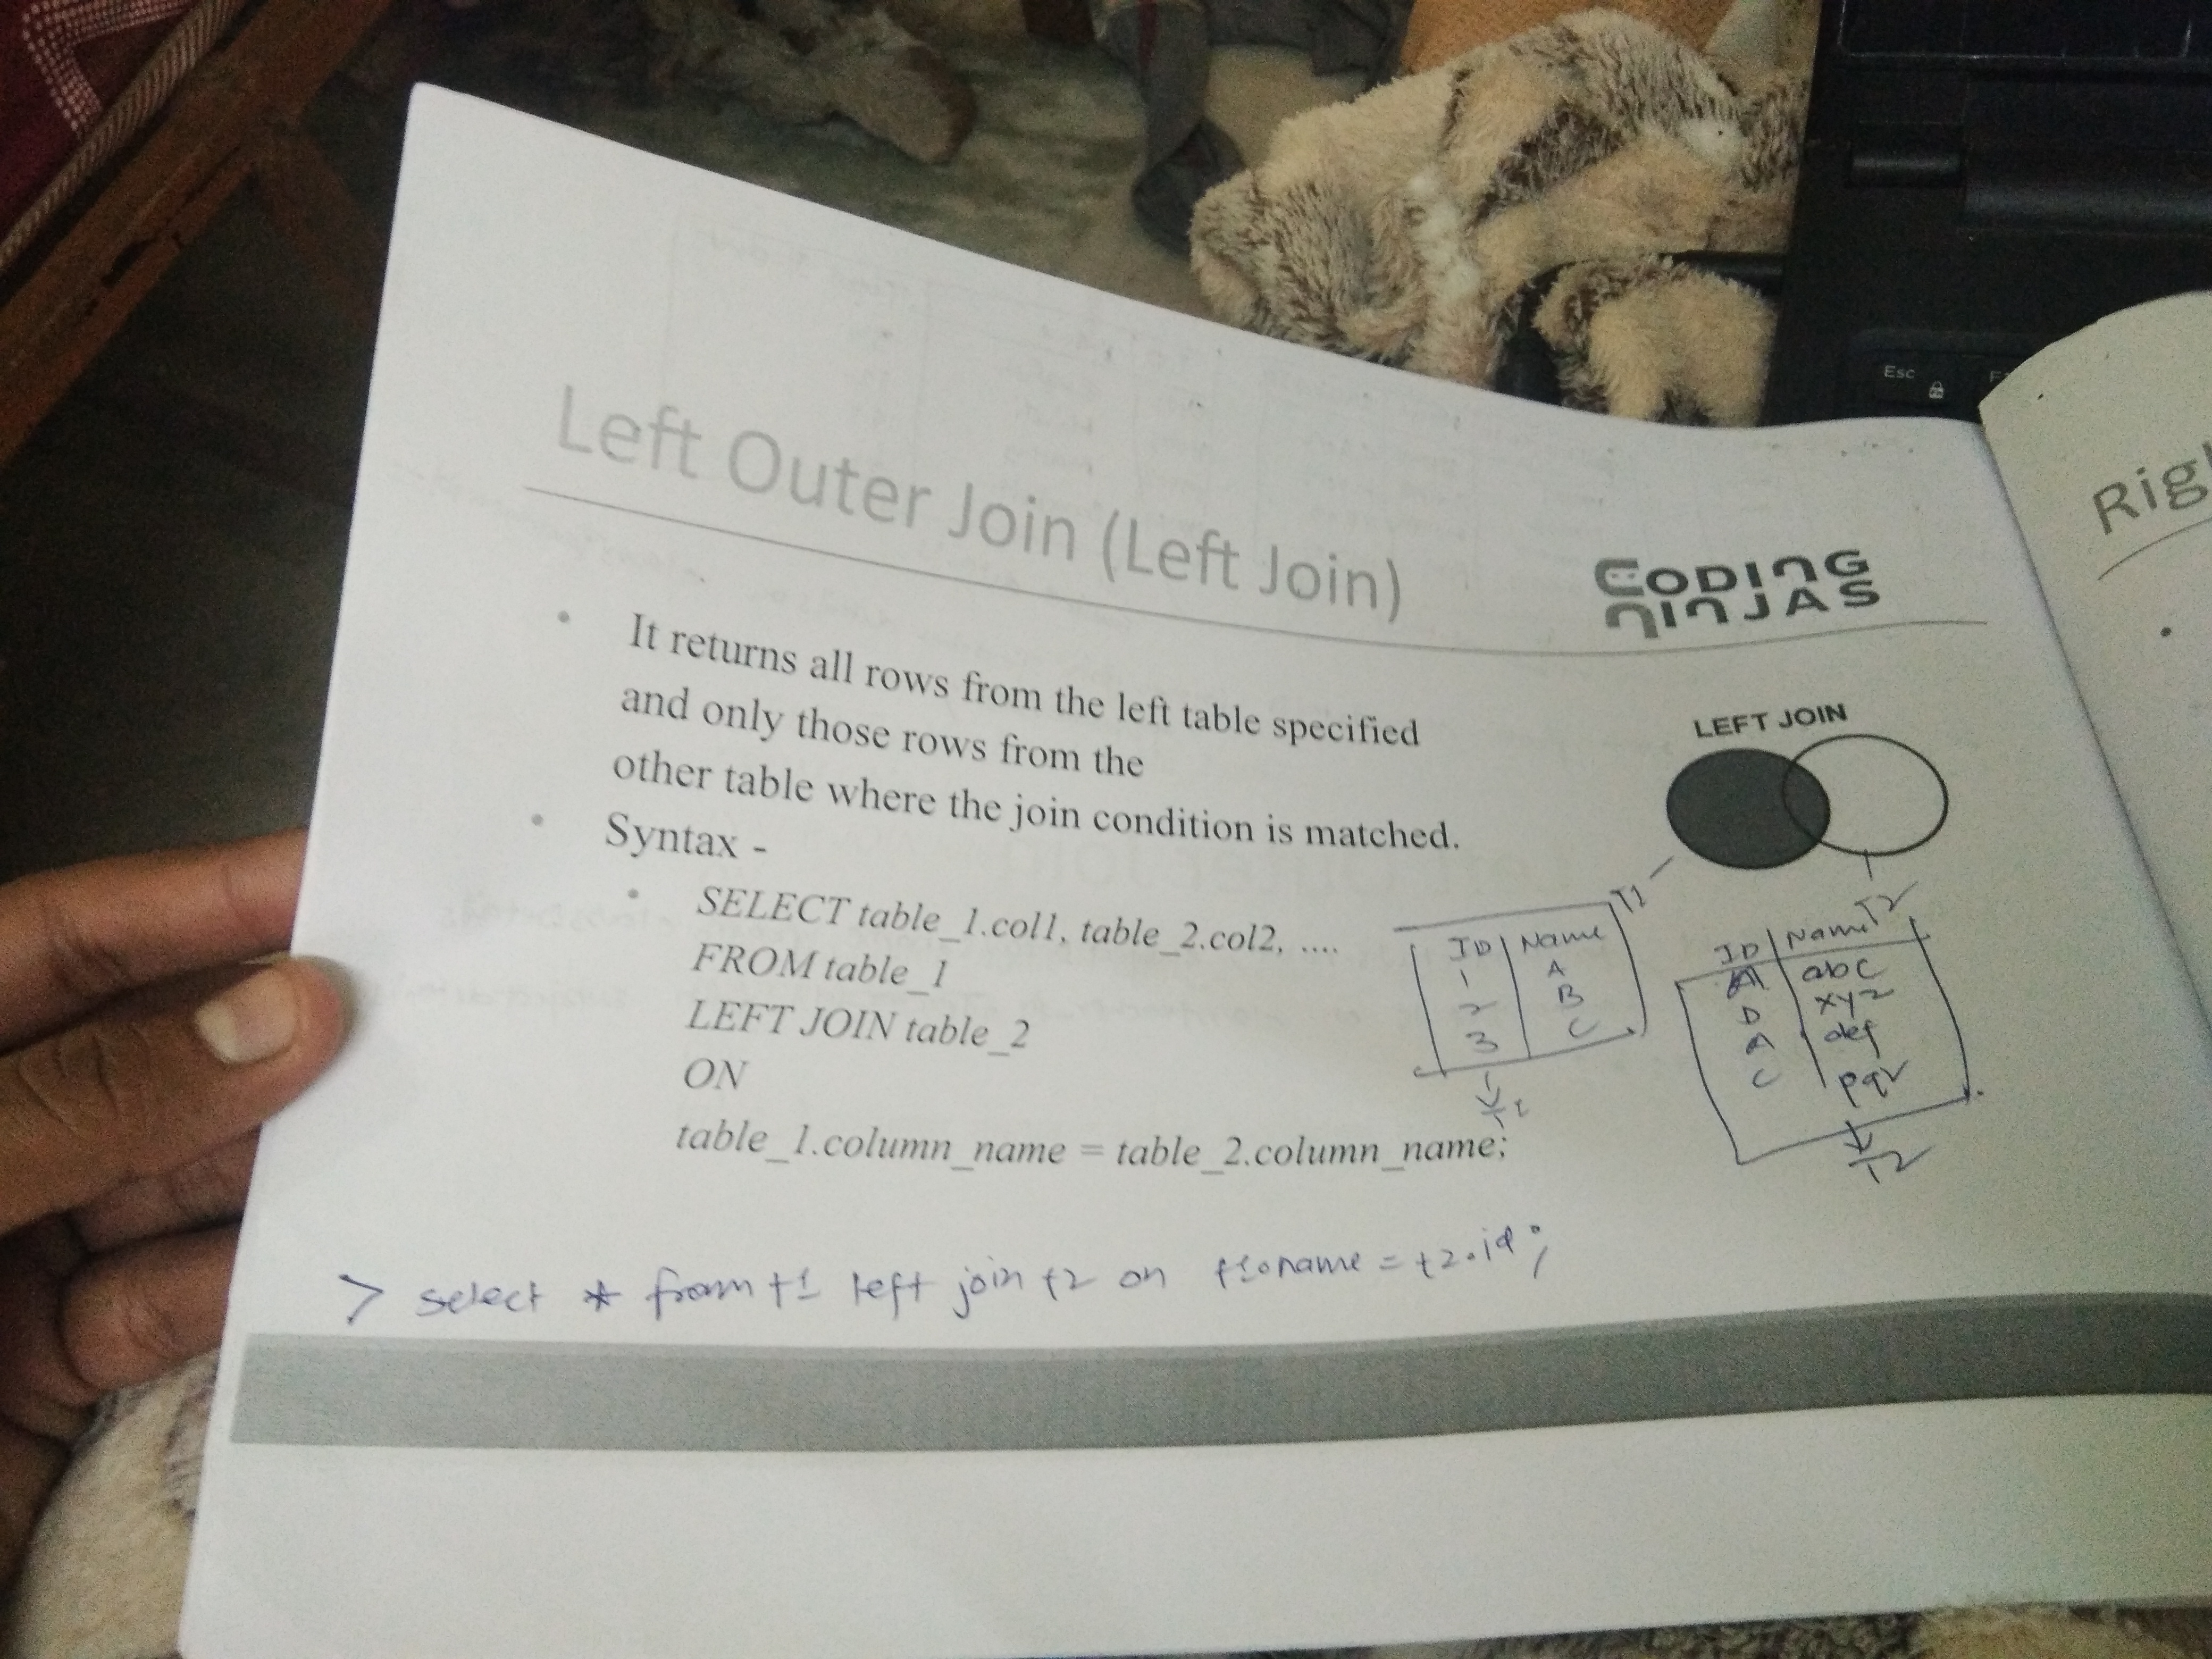 Esc
Left Outer Join (Left Join)
CODING
NINJAS
Rig
• It returns all rows from the left table specified
and only those rows from the
other table where the join condition is matched.
• Syntax -
• SELECT table_1.col1, table_2.col2, ....
FROM table_1
LEFT JOIN table_2
ON
table_1.column_name = table_2.column_name;
LEFT JOIN
T1
ID Name
1 A
2 B
3 C
T2
ID Name
abc
D xyz
A def
C pqr
T2
> select * from t1 left join t2 on t1.name = t2.id;